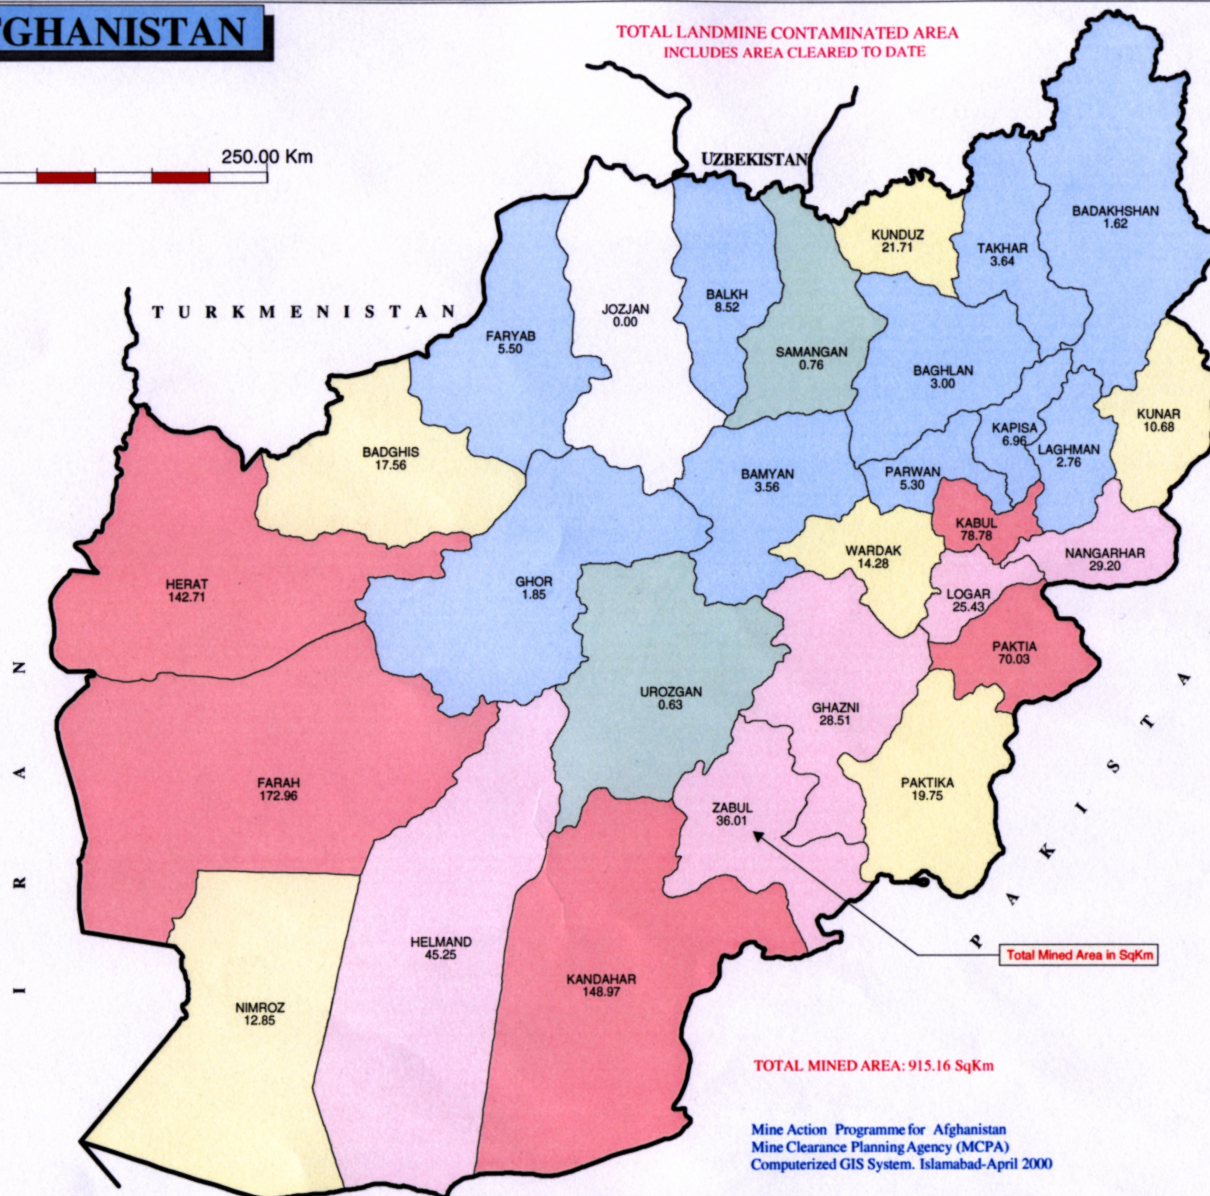 GHANISTAN
TOTAL LANDMINE CONTAMINATED AREA
INCLUDES AREA CLEARED TO DATE
250.00 Km
UZBEKISTAN
TURKMENISTAN
BADAKHSHAN
1.62
KUNDUZ
21.71
TAKHAR
3.64
BALKH
8.52
JOZJAN
0.00
FARYAB
5.50
SAMANGAN
0.76
BAGHLAN
3.00
KUNAR
10.68
KAPISA
6.96
LAGHMAN
2.76
BADGHIS
17.56
BAMYAN
3.56
PARWAN
5.30
KABUL
78.78
WARDAK
14.28
NANGARHAR
29.20
HERAT
142.71
GHOR
1.85
LOGAR
25.43
PAKTIA
70.03
UROZGAN
0.63
GHAZNI
28.51
FARAH
172.96
PAKTIKA
19.75
ZABUL
36.01
HELMAND
45.25
KANDAHAR
148.97
NIMROZ
12.85
IRAN
PAKISTA
Total Mined Area in SqKm
TOTAL MINED AREA: 915.16 SqKm
Mine Action Programme for Afghanistan
Mine Clearance Planning Agency (MCPA)
Computerized GIS System. Islamabad-April 2000